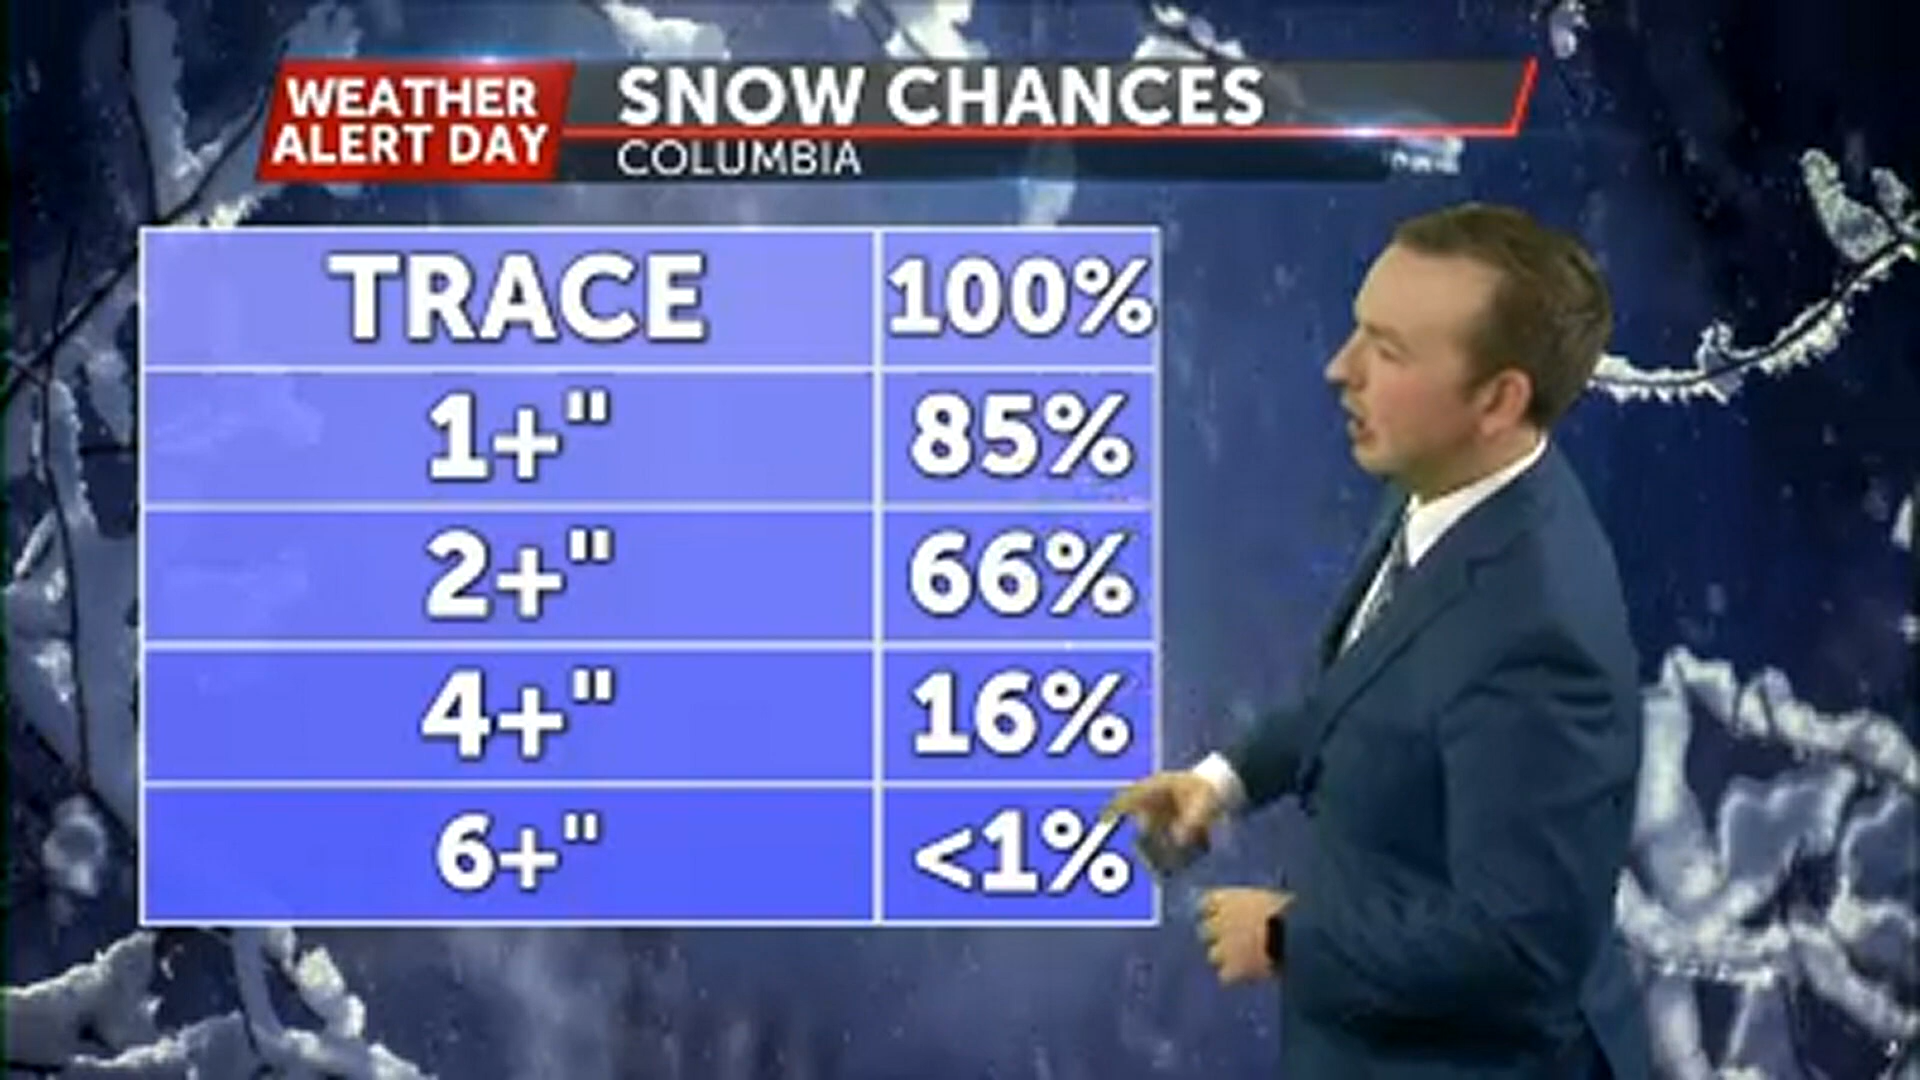 WEATHER
ALERT DAY
SNOW CHANCES
COLUMBIA
TRACE 100%
1+" 85%
2+" 66%
4+" 16%
6+" <1%